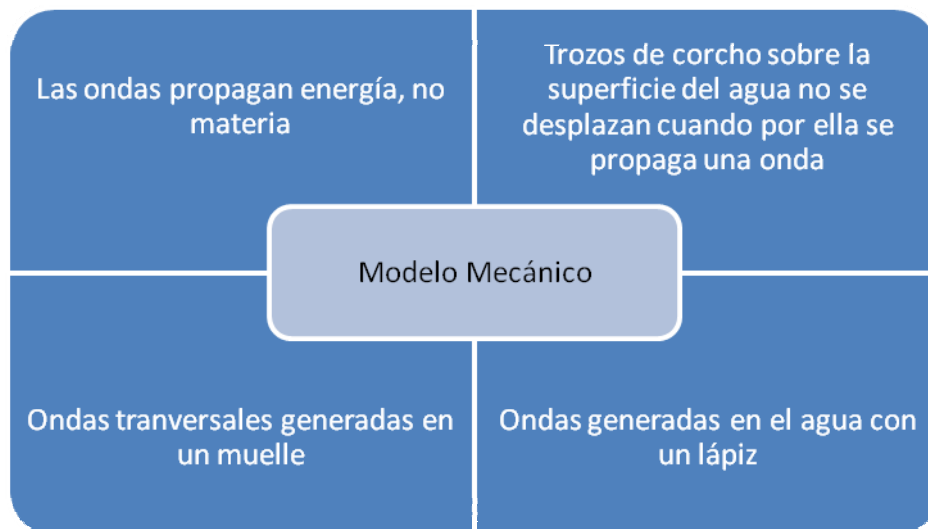 Las ondas propagan energía, no
materia
Trozos de corcho sobre la
superficie del agua no se
desplazan cuando por ella se
propaga una onda
Modelo Mecánico
Ondas tranversales generadas en
un muelle
Ondas generadas en el agua con
un lápiz